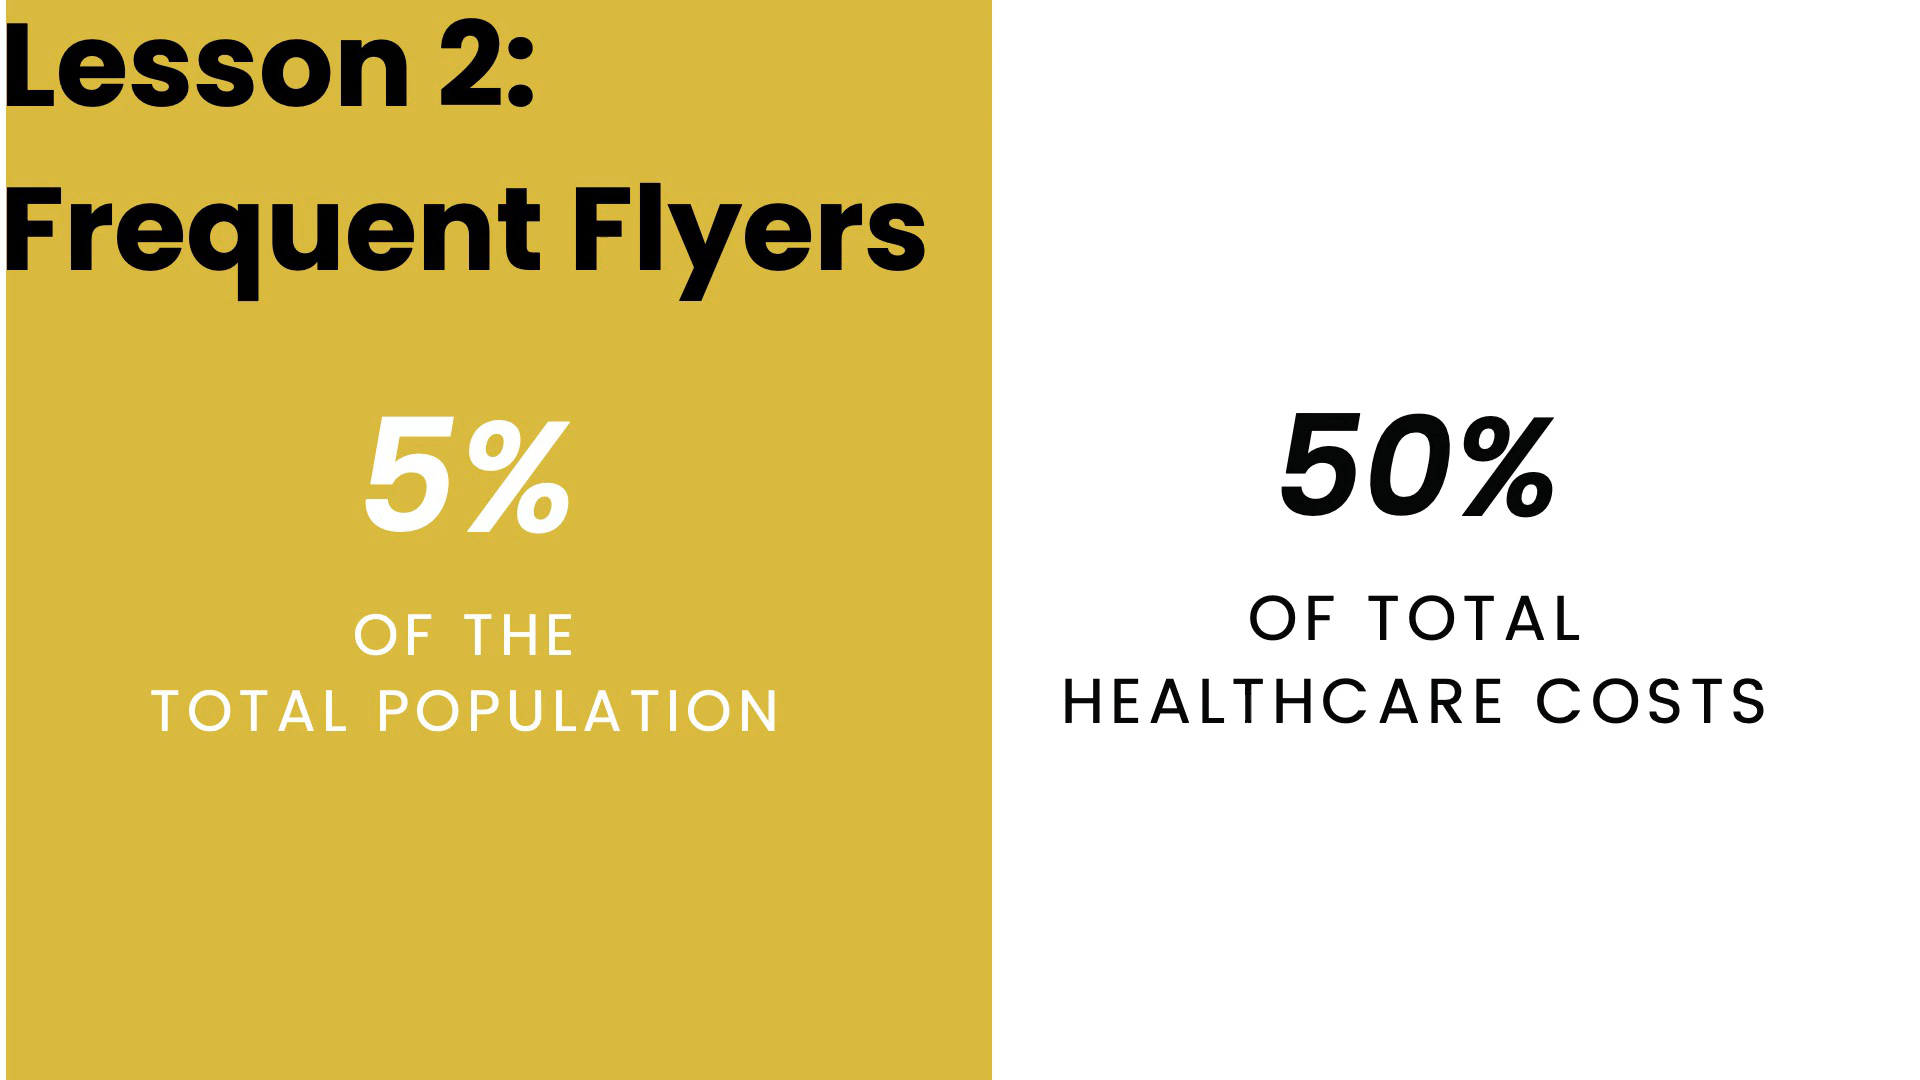 Lesson 2:
Frequent Flyers
5%
OF THE
TOTAL POPULATION
50%
OF TOTAL
HEALTHCARE COSTS